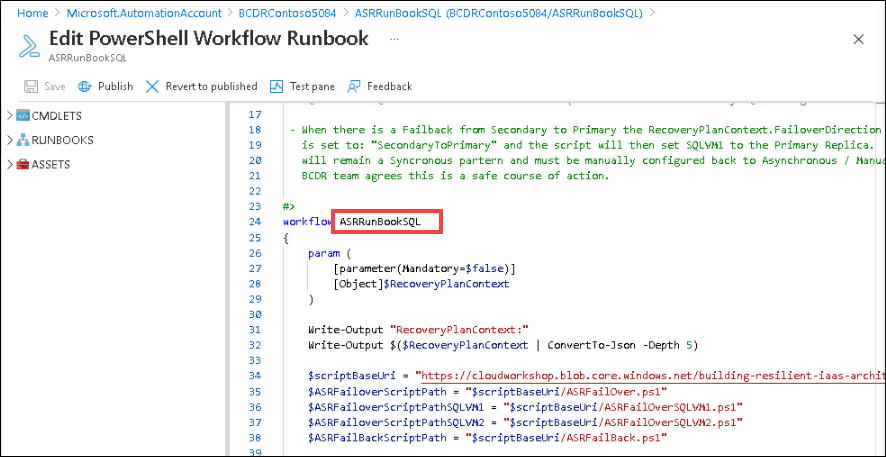 Home > Microsoft.AutomationAccount > BCDRContoso5084 > ASRRunBookSQL (BCDRContoso5084/ASRRunBookSQL) >
Edit PowerShell Workflow Runbook ...
ASRRunBookSQL
Save Publish Revert to published Test pane Feedback
CMDLETS
RUNBOOKS
ASSETS
17
18 - When there is a Failback from Secondary to Primary the RecoveryPlanContext.FailoverDirection
19 is set to: "SecondaryToPrimary" and the script will then set SQLVM1 to the Primary Replica.
20 will remain a Syncronous partern and must be manually configured back to Asynchronous / Manua
21 BCDR team agrees this is a safe course of action.
22
23 #>
24 workflow ASRRunBookSQL
25 {
26 param (
27 [parameter(Mandatory=$false)]
28 [Object]$RecoveryPlanContext
29 )
30
31 Write-Output "RecoveryPlanContext:"
32 Write-Output $($RecoveryPlanContext | ConvertTo-Json -Depth 5)
33
34 $scriptBaseUri = "https://cloudworkshop.blob.core.windows.net/building-resilient-iaas-archit
35 $ASRFailoverScriptPath = "$scriptBaseUri/ASRFailOver.ps1"
36 $ASRFailoverScriptPathSQLVM1 = "$scriptBaseUri/ASRFailOverSQLVM1.ps1"
37 $ASRFailoverScriptPathSQLVM2 = "$scriptBaseUri/ASRFailOverSQLVM2.ps1"
38 $ASRFailBackScriptPath = "$scriptBaseUri/ASRFailBack.ps1"
39